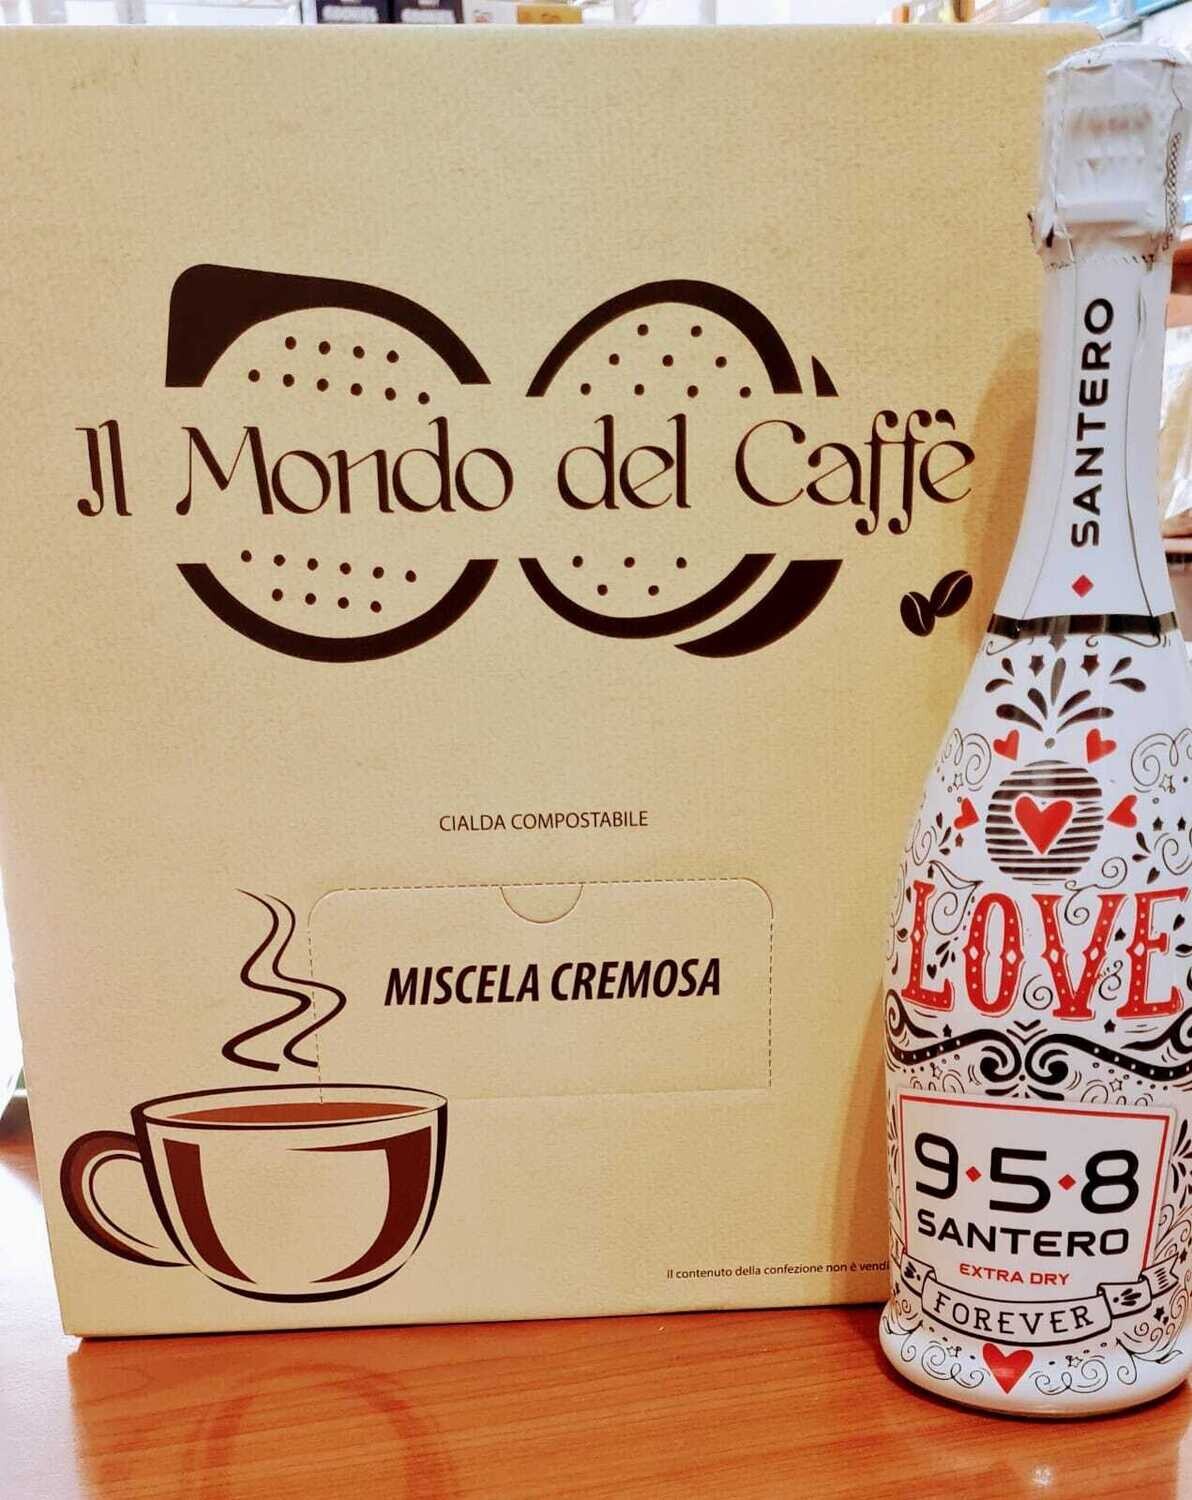 Il Mondo del Caffè
CIALDA COMPOSTABILE
MISCELA CREMOSA
il contenuto della confezione non è vendi
SANTERO
LOVE
9·5·8
SANTERO
EXTRA DRY
FOREVER